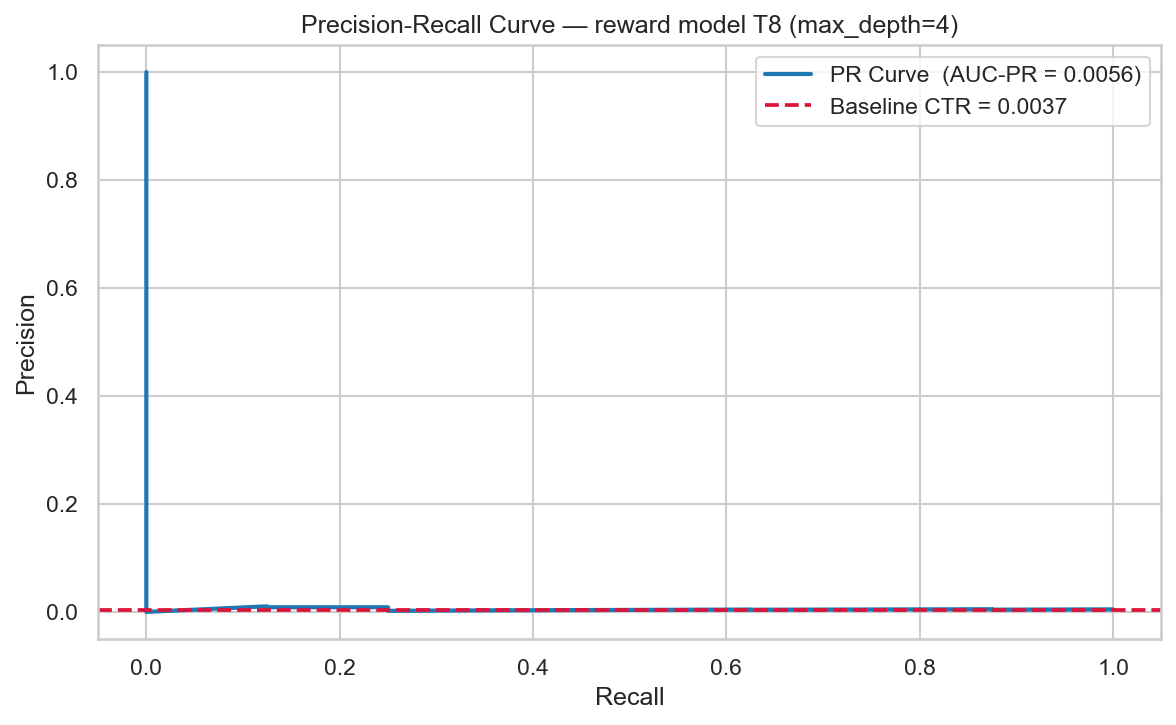 Precision-Recall Curve — reward model T8 (max_depth=4)
PR Curve  (AUC-PR = 0.0056)
Baseline CTR = 0.0037
1.0
0.8
0.6
0.4
0.2
0.0
Precision
0.0 0.2 0.4 0.6 0.8 1.0
Recall